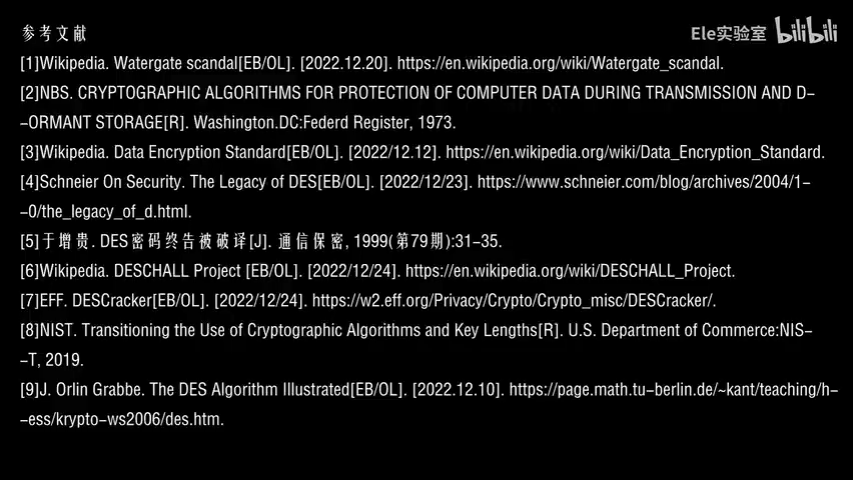 参考文献
Ele实验室 bilibili
[1]Wikipedia. Watergate scandal[EB/OL]. [2022.12.20]. https://en.wikipedia.org/wiki/Watergate_scandal.
[2]NBS. CRYPTOGRAPHIC ALGORITHMS FOR PROTECTION OF COMPUTER DATA DURING TRANSMISSION AND D-
-ORMANT STORAGE[R]. Washington.DC:Federd Register, 1973.
[3]Wikipedia. Data Encryption Standard[EB/OL]. [2022/12.12]. https://en.wikipedia.org/wiki/Data_Encryption_Standard.
[4]Schneier On Security. The Legacy of DES[EB/OL]. [2022/12/23]. https://www.schneier.com/blog/archives/2004/1-
-0/the_legacy_of_d.html.
[5]于增贵. DES密码终告被破译[J]. 通信保密, 1999(第79期):31-35.
[6]Wikipedia. DESCHALL Project [EB/OL]. [2022/12/24]. https://en.wikipedia.org/wiki/DESCHALL_Project.
[7]EFF. DESCracker[EB/OL]. [2022/12/24]. https://w2.eff.org/Privacy/Crypto/Crypto_misc/DESCracker/.
[8]NIST. Transitioning the Use of Cryptographic Algorithms and Key Lengths[R]. U.S. Department of Commerce:NIS-
-T, 2019.
[9]J. Orlin Grabbe. The DES Algorithm Illustrated[EB/OL]. [2022.12.10]. https://page.math.tu-berlin.de/~kant/teaching/h-
-ess/krypto-ws2006/des.htm.